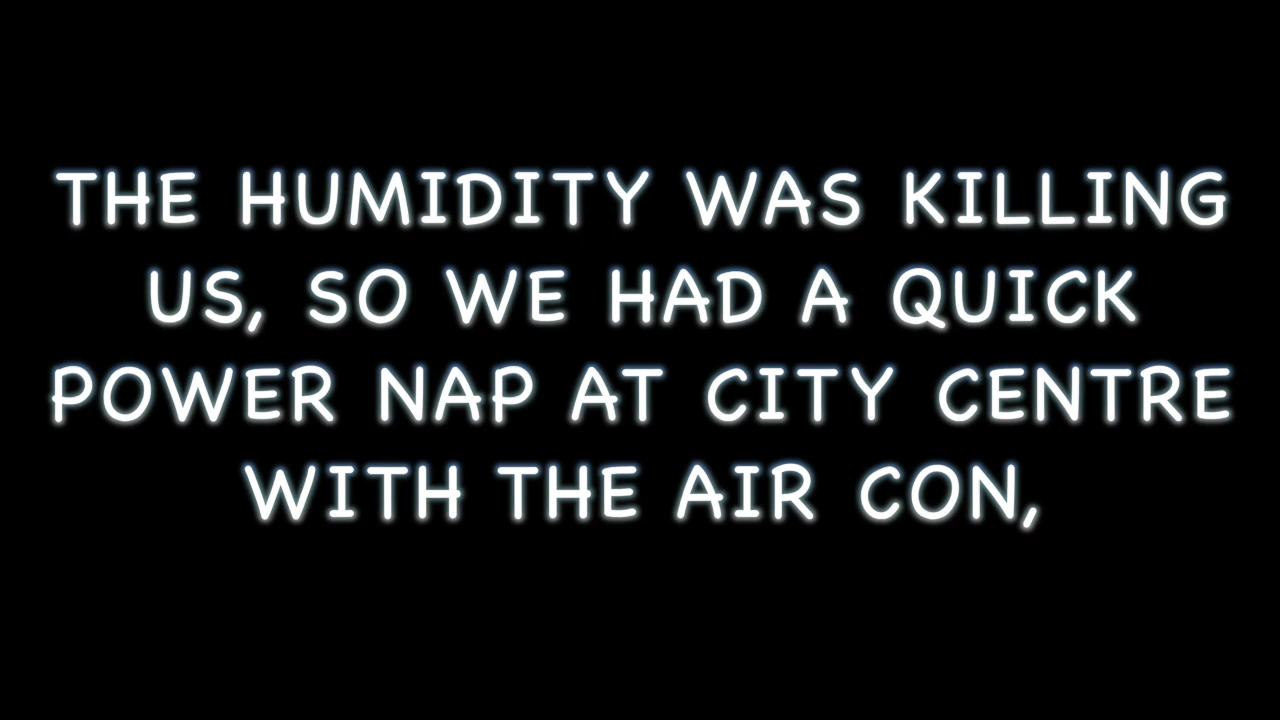 THE HUMIDITY WAS KILLING
US, SO WE HAD A QUICK
POWER NAP AT CITY CENTRE
WITH THE AIR CON,